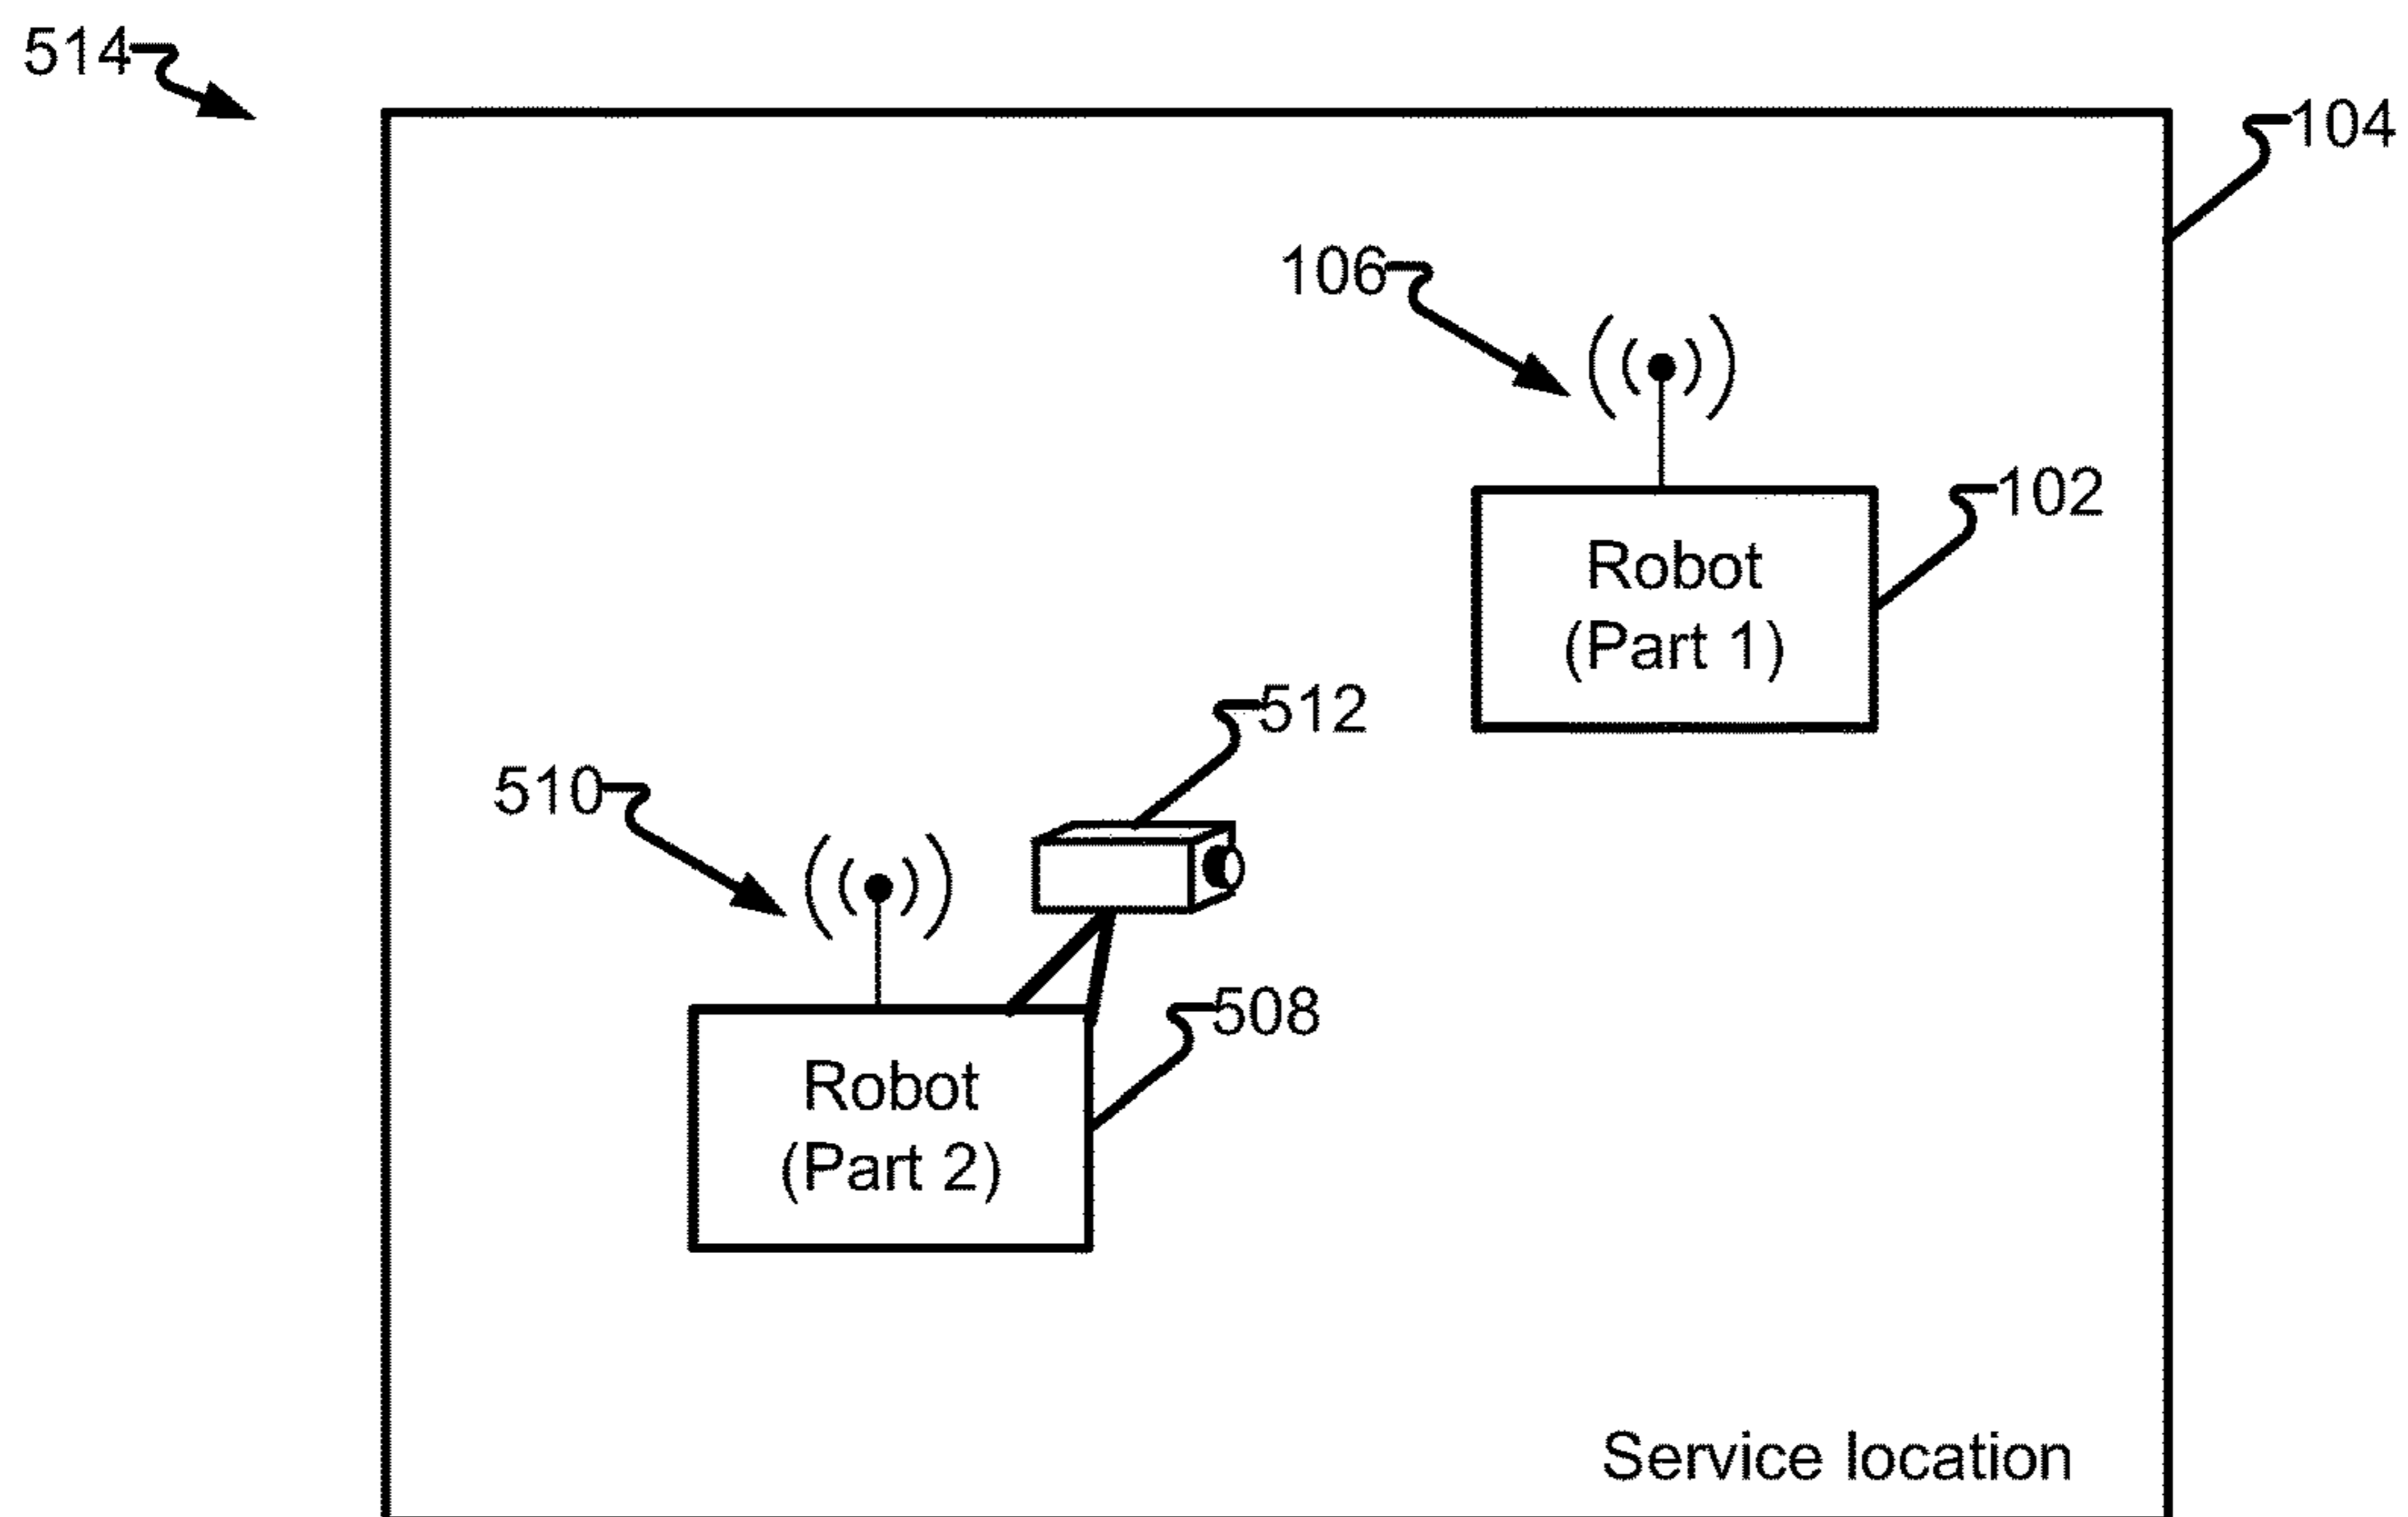 514
104
106
102
Robot
(Part 1)
512
510
508
Robot
(Part 2)
Service location